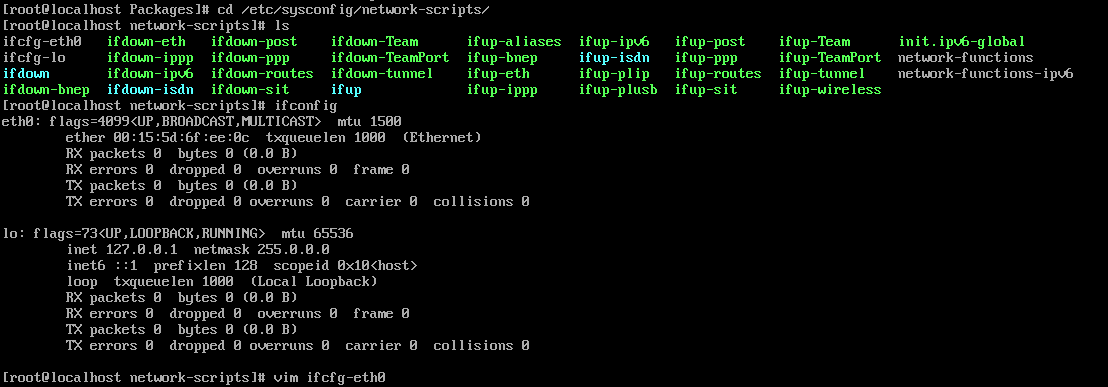 [root@localhost Packages]# cd /etc/sysconfig/network-scripts/
[root@localhost network-scripts]# ls
ifcfg-eth0   ifdown-eth   ifdown-post    ifdown-Team      ifup-aliases  ifup-ipv6   ifup-post    ifup-Team      init.ipv6-global
ifcfg-lo     ifdown-ippp  ifdown-ppp     ifdown-TeamPort  ifup-bnep     ifup-isdn   ifup-ppp     ifup-TeamPort  network-functions
ifdown       ifdown-ipv6  ifdown-routes  ifdown-tunnel    ifup-eth      ifup-plip   ifup-routes  ifup-tunnel    network-functions-ipv6
ifdown-bnep  ifdown-isdn  ifdown-sit     ifup             ifup-ippp     ifup-plusb  ifup-sit     ifup-wireless
[root@localhost network-scripts]# ifconfig
eth0: flags=4099<UP,BROADCAST,MULTICAST>  mtu 1500
        ether 00:15:5d:6f:ee:0c  txqueuelen 1000  (Ethernet)
        RX packets 0  bytes 0 (0.0 B)
        RX errors 0  dropped 0  overruns 0  frame 0
        TX packets 0  bytes 0 (0.0 B)
        TX errors 0  dropped 0 overruns 0  carrier 0  collisions 0

lo: flags=73<UP,LOOPBACK,RUNNING>  mtu 65536
        inet 127.0.0.1  netmask 255.0.0.0
        inet6 ::1  prefixlen 128  scopeid 0x10<host>
        loop  txqueuelen 1000  (Local Loopback)
        RX packets 0  bytes 0 (0.0 B)
        RX errors 0  dropped 0  overruns 0  frame 0
        TX packets 0  bytes 0 (0.0 B)
        TX errors 0  dropped 0 overruns 0  carrier 0  collisions 0

[root@localhost network-scripts]# vim ifcfg-eth0